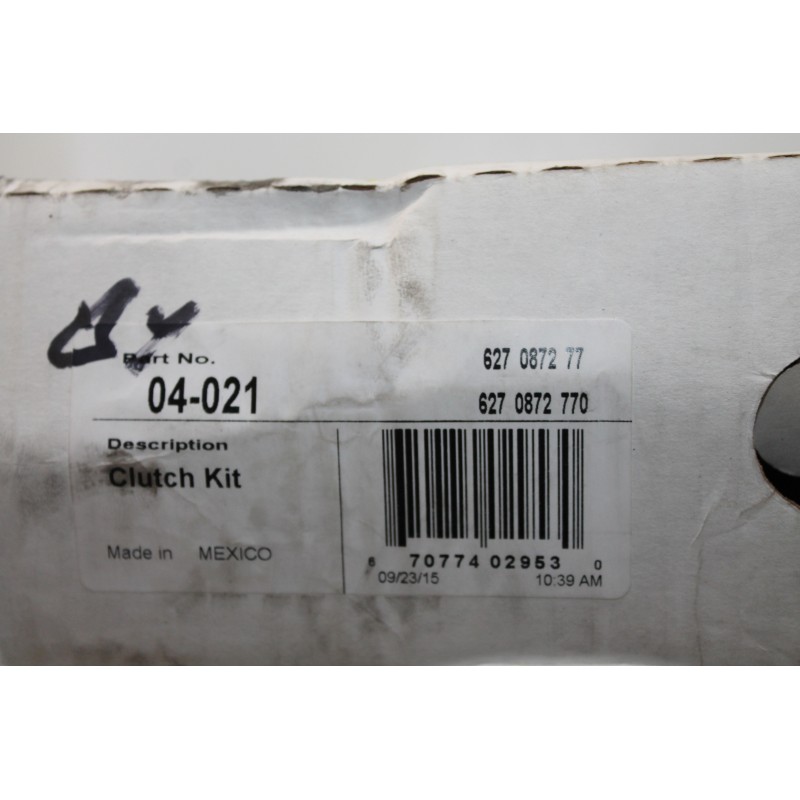 Part No.
04-021
627 0872 77
627 0872 770
Description
Clutch Kit
Made in MEXICO
6 70774 02953 0
09/23/15 10:39 AM